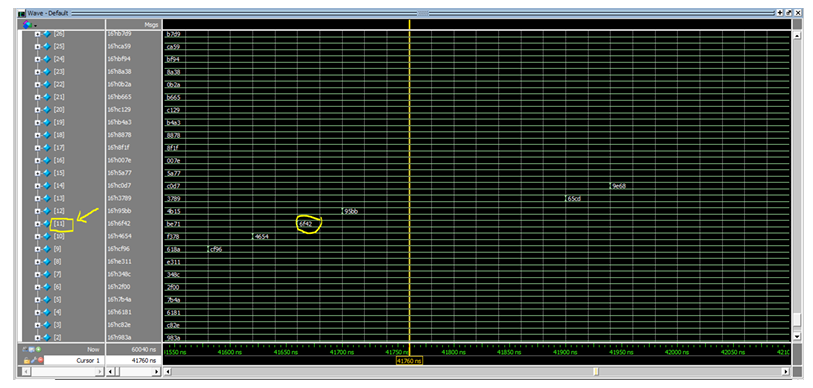 Wave - Default
Msgs
[26] 16'hb7d9 b7d9
[25] 16'hca59 ca59
[24] 16'hbf94 bf94
[23] 16'h8a38 8a38
[22] 16'h0b2a 0b2a
[21] 16'hb665 b665
[20] 16'hc129 c129
[19] 16'hb4a3 b4a3
[18] 16'h8878 8878
[17] 16'h8f1f 8f1f
[16] 16'h007e 007e
[15] 16'h5a77 5a77
[14] 16'hc0d7 c0d7 9e68
[13] 16'h3789 3789 65cd
[12] 16'h95bb 4b15 95bb
[11] 16'h6f42 be71 6f42
[10] 16'h4654 f378 4654
[9] 16'hcf96 618a cf96
[8] 16'he311 e311
[7] 16'h348c 348c
[6] 16'h2f00 2f00
[5] 16'h7b4a 7b4a
[4] 16'h6181 6181
[3] 16'hc82e c82e
[2] 16'h983a 983a
Now 60040 ns 41550 ns 41600 ns 41650 ns 41700 ns 41750 ns 41800 ns 41850 ns 41900 ns 41950 ns 42000 ns 42050 ns
Cursor 1 41760 ns 41760 ns